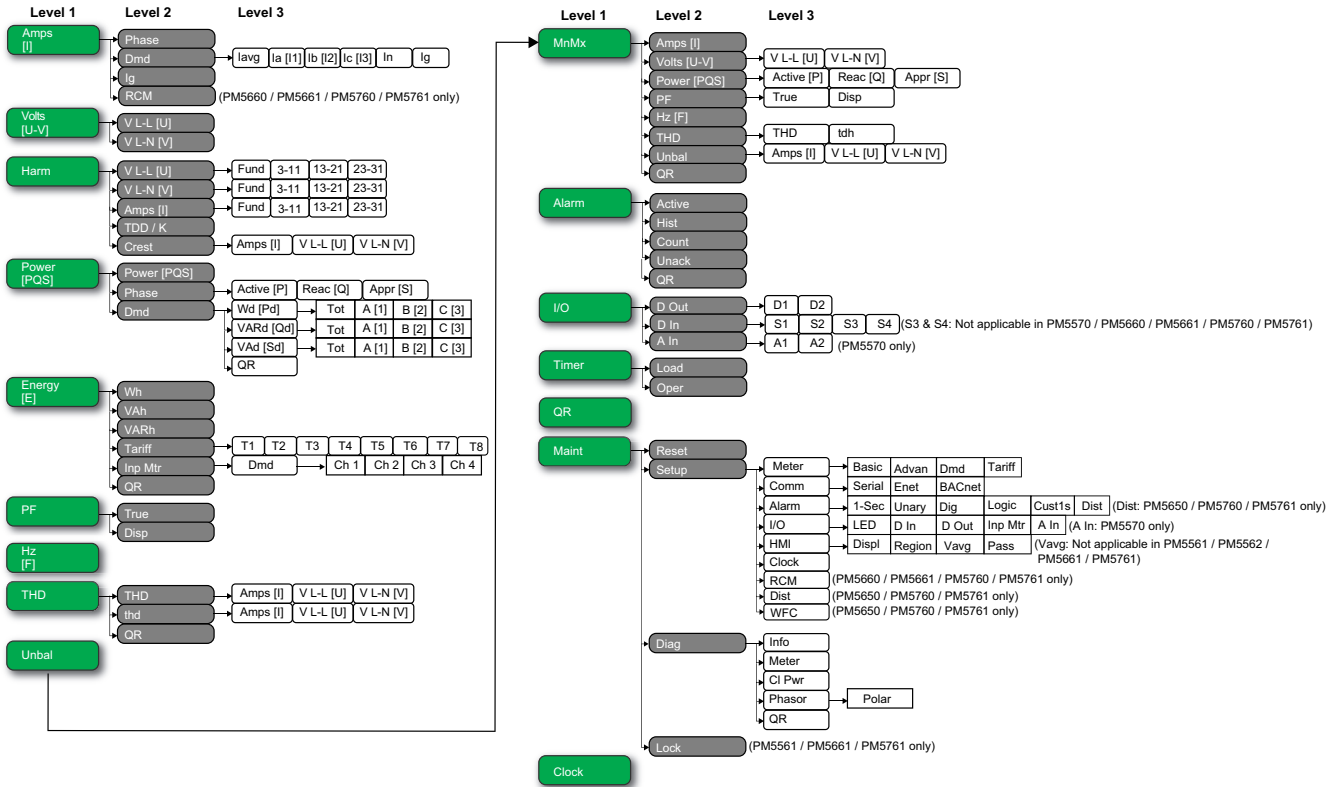 Level 1 Level 2 Level 3
Amps
[I]
Phase
Dmd Iavg Ia [I1] Ib [I2] Ic [I3] In Ig
Ig
RCM (PM5660 / PM5661 / PM5760 / PM5761 only)
Volts
[U-V]
V L-L [U]
V L-N [V]
Harm
V L-L [U] Fund 3-11 13-21 23-31
V L-N [V] Fund 3-11 13-21 23-31
Amps [I] Fund 3-11 13-21 23-31
TDD / K
Crest Amps [I] V L-L [U] V L-N [V]
Power
[PQS]
Power [PQS]
Phase Active [P] Reac [Q] Appr [S]
Dmd Wd [Pd] Tot A [1] B [2] C [3]
VARd [Qd] Tot A [1] B [2] C [3]
VAd [Sd] Tot A [1] B [2] C [3]
QR
Energy
[E]
Wh
VAh
VARh
Tariff T1 T2 T3 T4 T5 T6 T7 T8
Inp Mtr Dmd Ch 1 Ch 2 Ch 3 Ch 4
QR
PF
True
Disp
Hz
[F]
THD
THD Amps [I] V L-L [U] V L-N [V]
thd Amps [I] V L-L [U] V L-N [V]
QR
Unbal
Level 1 Level 2 Level 3
MnMx
Amps [I]
Volts [U-V] V L-L [U] V L-N [V]
Power [PQS] Active [P] Reac [Q] Appr [S]
PF True Disp
Hz [F]
THD THD tdh
Unbal Amps [I] V L-L [U] V L-N [V]
QR
Alarm
Active
Hist
Count
Unack
QR
I/O
D Out D1 D2
D In S1 S2 S3 S4 (S3 & S4: Not applicable in PM5570 / PM5660 / PM5661 / PM5760 / PM5761)
A In A1 A2 (PM5570 only)
Timer
Load
Oper
QR
Maint
Reset
Setup Meter Basic Advan Dmd Tariff
Comm Serial Enet BACnet
Alarm 1-Sec Unary Dig Logic Cust1s Dist (Dist: PM5650 / PM5760 / PM5761 only)
I/O LED D In D Out Inp Mtr A In (A In: PM5570 only)
HMI Displ Region Vavg Pass (Vavg: Not applicable in PM5561 / PM5562 /
PM5661 / PM5761)
Clock
RCM (PM5660 / PM5661 / PM5760 / PM5761 only)
Dist (PM5650 / PM5760 / PM5761 only)
WFC (PM5650 / PM5760 / PM5761 only)
Diag Info
Meter
Cl Pwr
Phasor Polar
QR
Lock (PM5561 / PM5661 / PM5761 only)
Clock